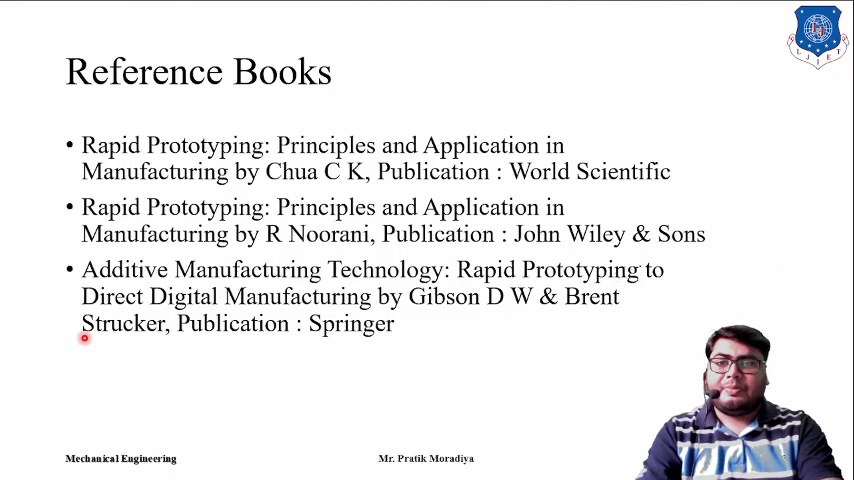 Reference Books
• Rapid Prototyping: Principles and Application in
Manufacturing by Chua C K, Publication : World Scientific
• Rapid Prototyping: Principles and Application in
Manufacturing by R Noorani, Publication : John Wiley & Sons
• Additive Manufacturing Technology: Rapid Prototyping to
Direct Digital Manufacturing by Gibson D W & Brent
Strucker, Publication : Springer
Mechanical Engineering
Mr. Pratik Moradiya
LJIET